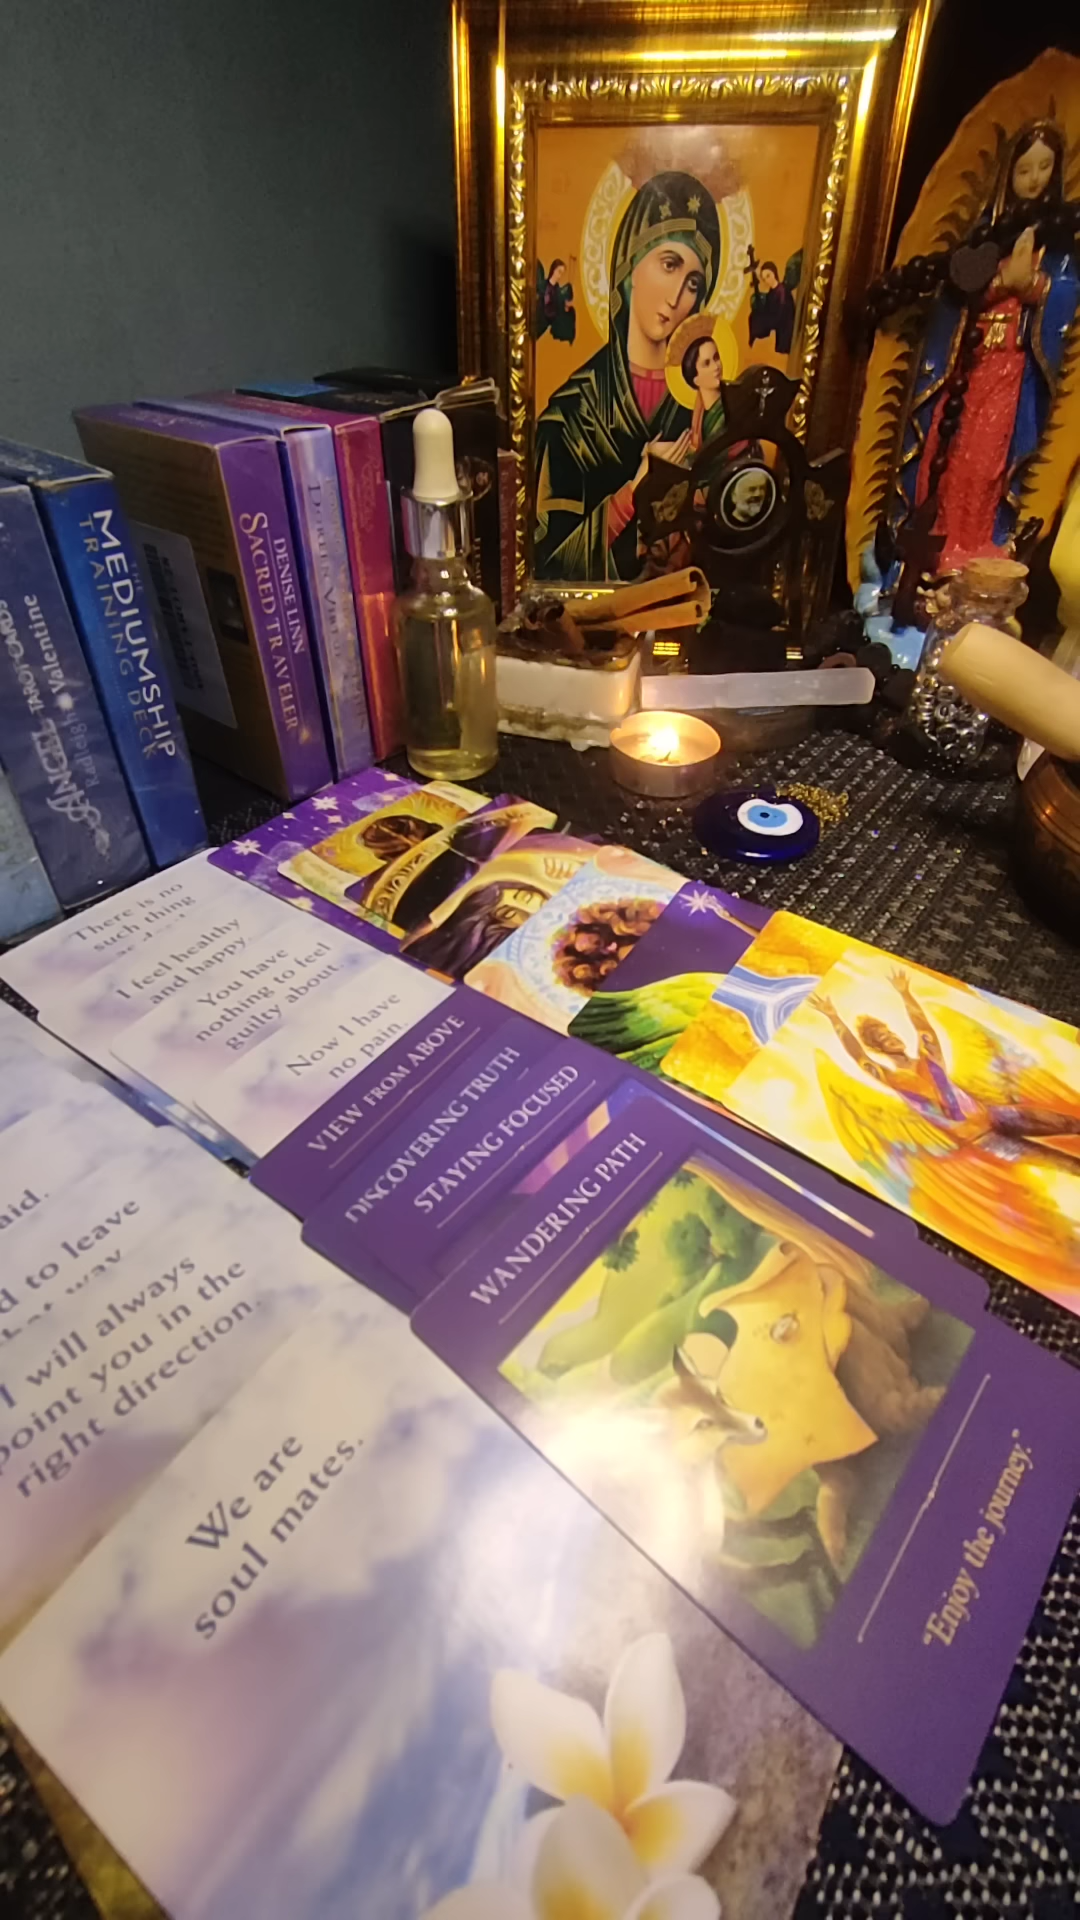 ANGEL TAROT CARDS
Radleigh Valentine
THE
MEDIUMSHIP
TRAINING DECK
SACRED TRAVELER
DENISE LINN
There is no
such thing
I feel healthy
and happy.
You have
nothing to feel
guilty about.
Now I have
no pain.
VIEW FROM ABOVE
DISCOVERING TRUTH
STAYING FOCUSED
WANDERING PATH
"Enjoy the journey."
to leave
way
I will always
point you in the
right direction.
We are
soul mates.